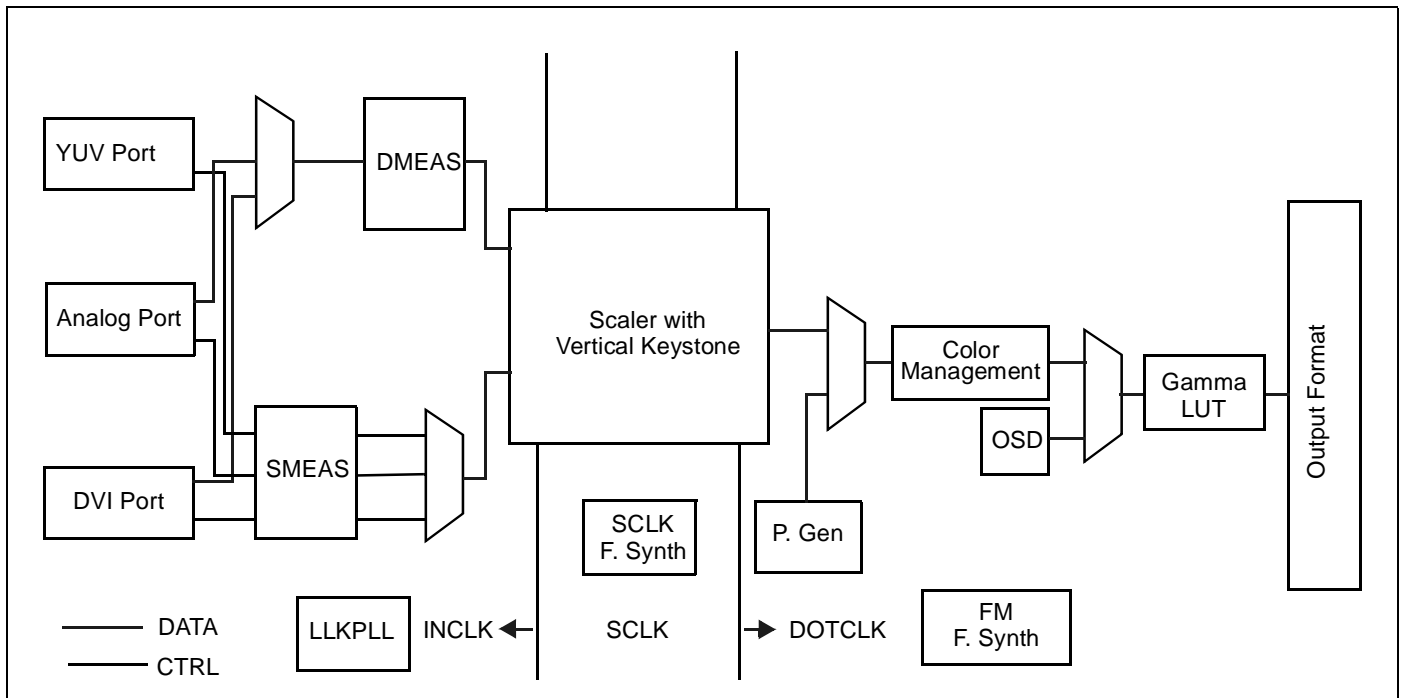 YUV Port
DMEAS
Analog Port
Scaler with
Vertical Keystone
Color
Management
Gamma
LUT
Output Format
OSD
SMEAS
DVI Port
SCLK
F. Synth
P. Gen
DATA
CTRL
LLKPLL
INCLK
SCLK
DOTCLK
FM
F. Synth